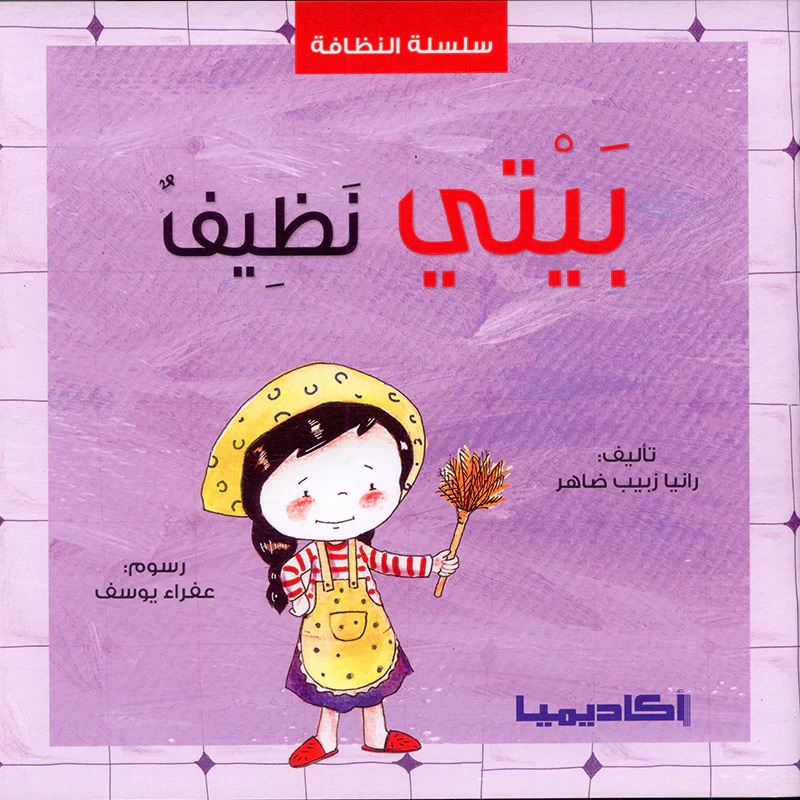 سلسلة النظافة
بَيْتي نَظِيفٌ
تأليف:
رانيا زبيب ضاهر
رسوم:
عفراء يوسف
أكاديميا